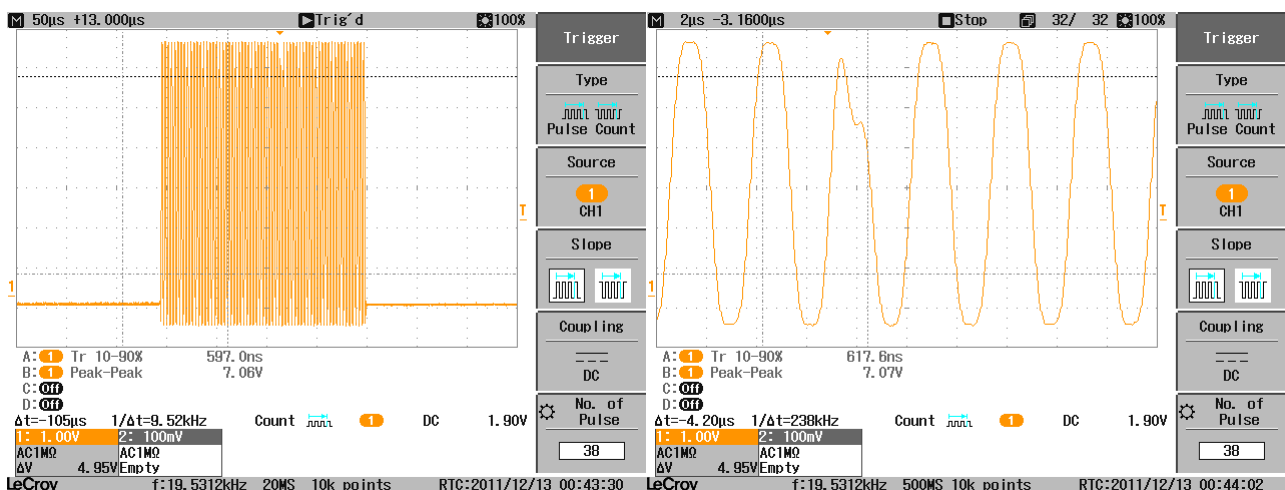 M 50µs +13.000µs Trig'd 100%
Trigger
Type
Pulse Count
Source
1
CH1
Slope
Coupling
DC
No. of
Pulse
38
T
1
A: 1 Tr 10-90% 597.0ns
B: 1 Peak-Peak 7.06V
C: Off
D: Off
Δt=-105µs 1/Δt=9.52kHz Count 1 DC 1.90V
1: 1.00V 2: 100mV
AC1MΩ AC1MΩ
ΔV 4.95V Empty
LeCroy f:19.5312kHz 20MS 10k points RTC:2011/12/13 00:43:30
M 2µs -3.1600µs Stop 32/ 32 100%
Trigger
Type
Pulse Count
Source
1
CH1
Slope
Coupling
DC
No. of
Pulse
38
T
1
A: 1 Tr 10-90% 617.6ns
B: 1 Peak-Peak 7.07V
C: Off
D: Off
Δt=-4.20µs 1/Δt=238kHz Count 1 DC 1.90V
1: 1.00V 2: 100mV
AC1MΩ AC1MΩ
ΔV 4.95V Empty
LeCroy f:19.5312kHz 500MS 10k points RTC:2011/12/13 00:44:02